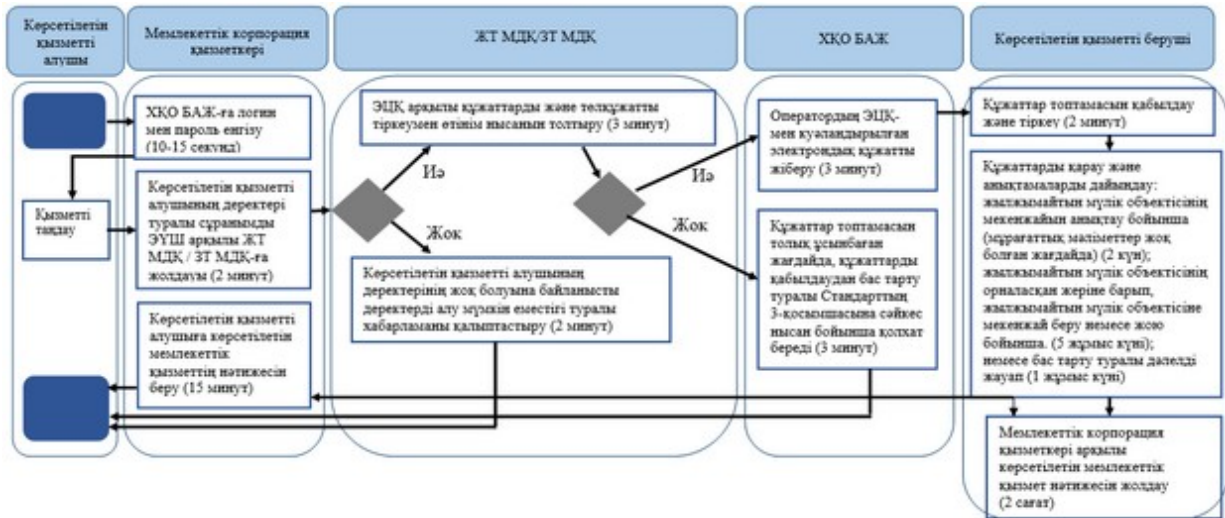 Көрсетілетін
қызметті
алушы
Мемлекеттік корпорация
қызметкері
ЖТ МДҚ/ЗТ МДҚ
ХҚО БАЖ
Көрсетілетін қызметті беруші
ХҚО БАЖ-ға логин
мен пароль енгізу
(10-15 секунд)
Қызметті
таңдау
Көрсетілетін қызметті
алушының деректері
туралы сұранымды
ЭҮШ арқылы ЖТ
МДҚ / ЗТ МДҚ-ға
жолдауы (2 минут)
Көрсетілетін қызметті
алушыға көрсетілетін
мемлекеттік
қызметтің нәтижесін
беру (15 минут)
ЭЦҚ арқылы құжаттарды және телқұжатты
тіркеумен өтінім нысанын толтыру (3 минут)
Иә
Жоқ
Көрсетілетін қызметті алушының
деректерінің жоқ болуына байланысты
деректерді алу мүмкін еместігі туралы
хабарламаны қалыптастыру (2 минут)
Иә
Жоқ
Оператордың ЭЦҚ-
мен куәландырылған
электрондық құжатты
жіберу (3 минут)
Құжаттар топтамасын
толық ұсынбаған
жағдайда, құжаттарды
қабылдаудан бас тарту
туралы Стандарттың
3-қосымшасына сәйкес
нысан бойынша қолхат
береді (3 минут)
Құжаттар топтамасын қабылдау
және тіркеу (2 минут)
Құжаттарды қарау және
анықтамаларды дайындау:
жылжымайтын мүлік объектісінің
мекенжайын анықтау бойынша
(мұрағаттық мәліметтер жоқ
болған жағдайда) (2 күн);
жылжымайтын мүлік объектісінің
орналасқан жеріне барып,
жылжымайтын мүлік объектісіне
мекенжай беру немесе жою
бойынша. (5 жұмыс күні);
немесе бас тарту туралы дәлелді
жауап (1 жұмыс күні)
Мемлекеттік корпорация
қызметкері арқылы
көрсетілетін мемлекеттік
қызмет нәтижесін жолдау
(2 сағат)